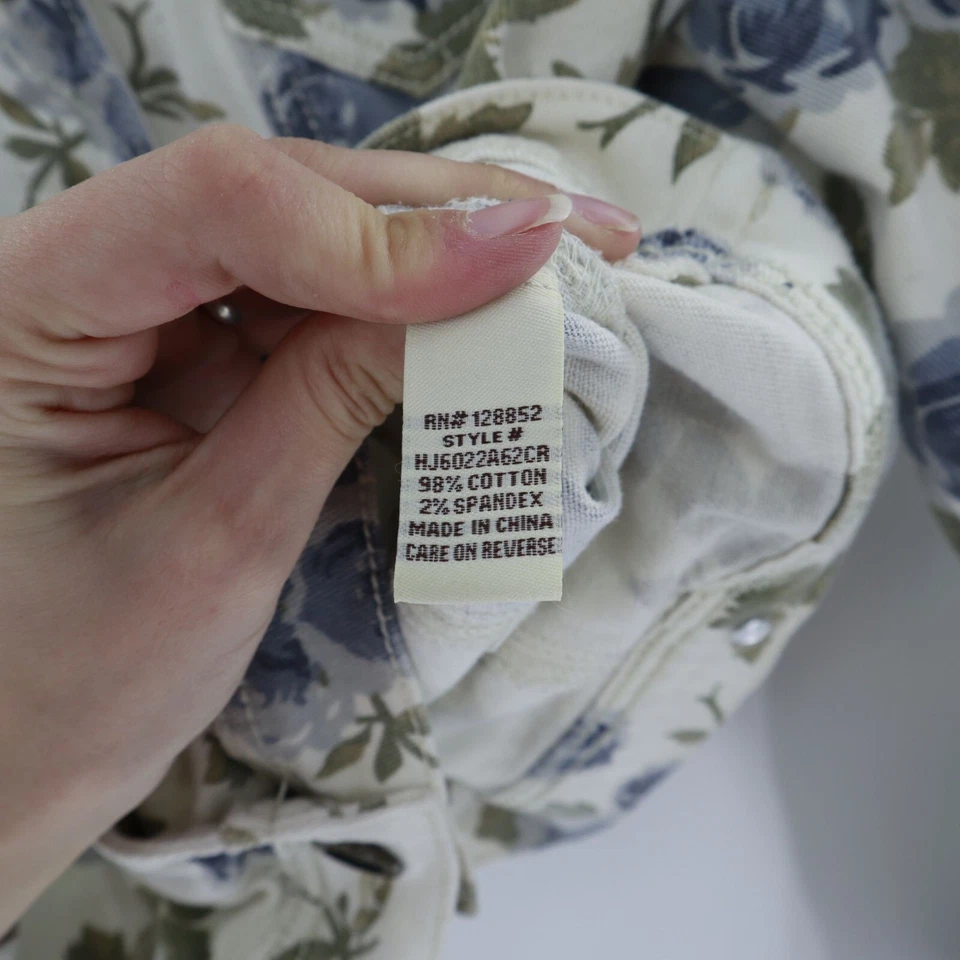 RN# 128852
STYLE #
HJ6022A62CR
98% COTTON
2% SPANDEX
MADE IN CHINA
CARE ON REVERSE